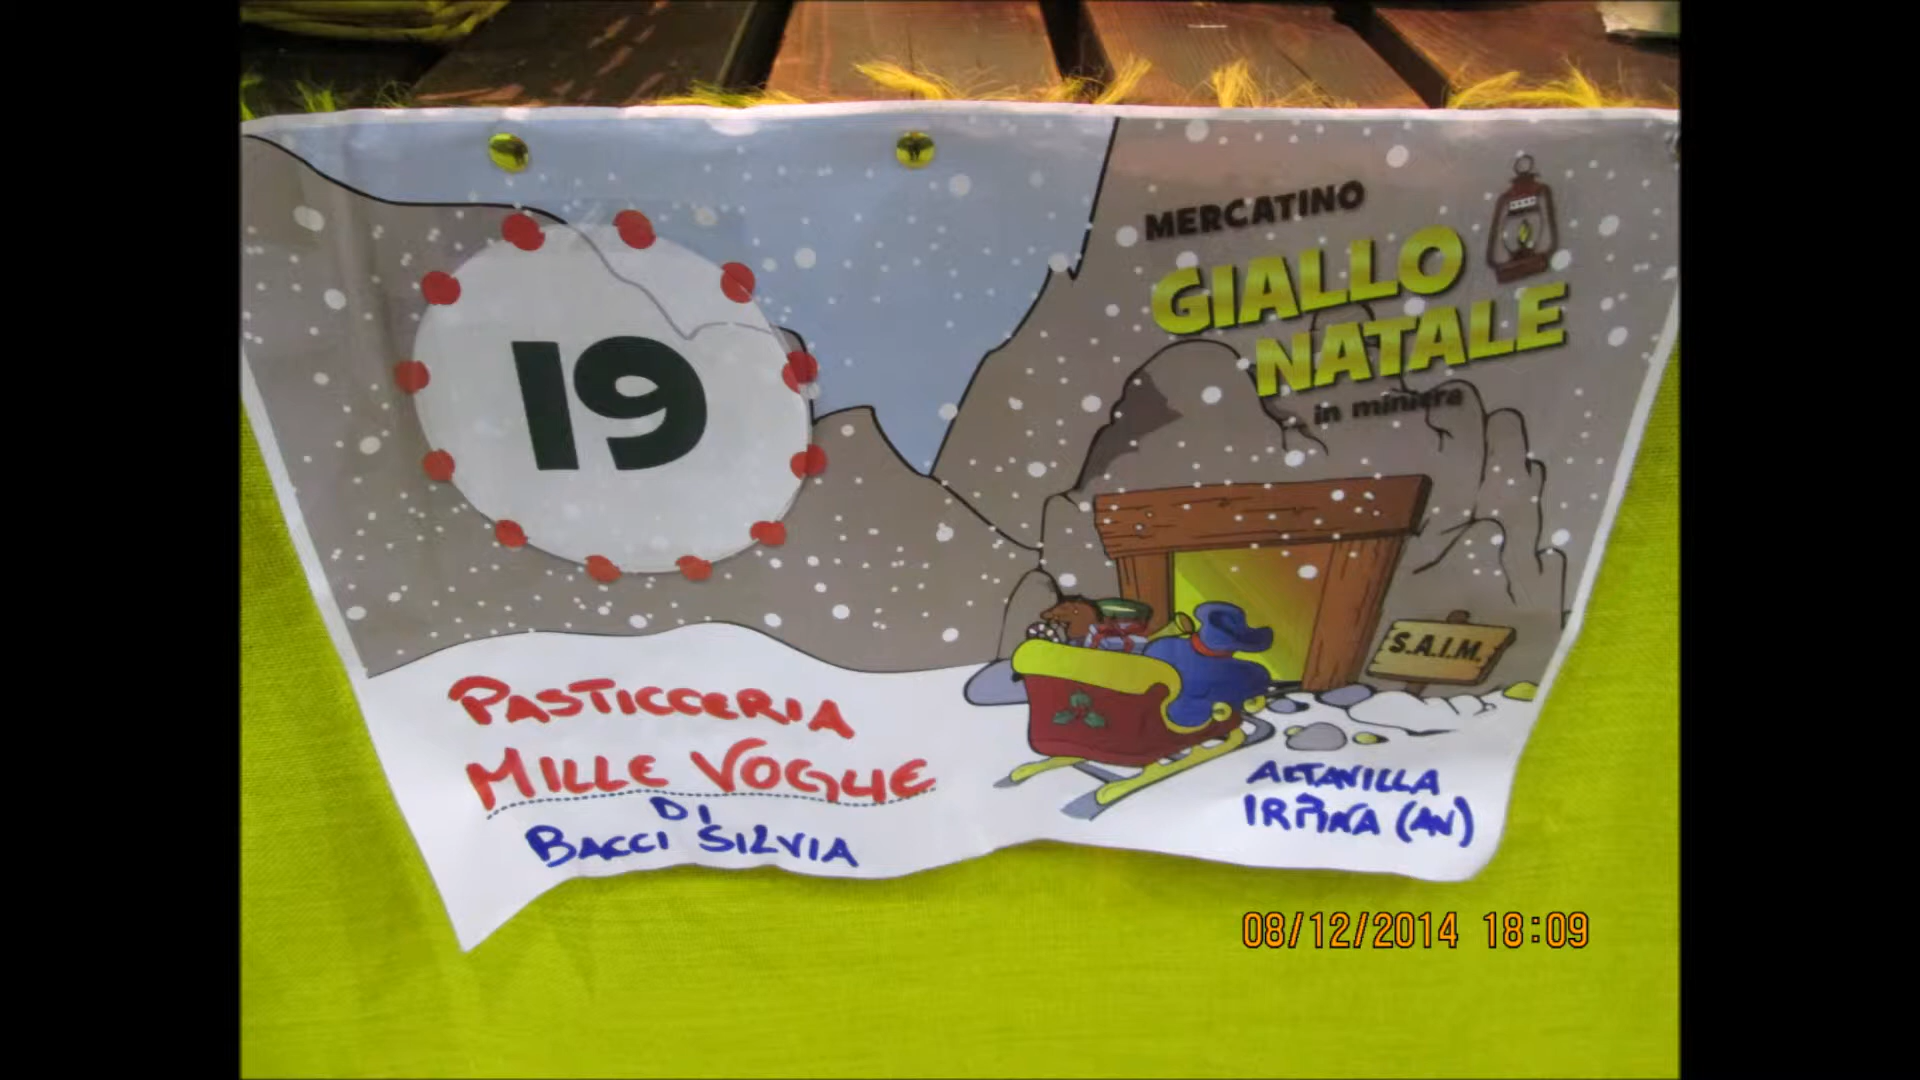 19
MERCATINO
GIALLO
NATALE
... in miniera
S.A.I.M.
PASTICCERIA
MILLE VOGLIE
DI
BACCI SILVIA
ALTAVILLA
IRPINA (AV)
08/12/2014 18:09